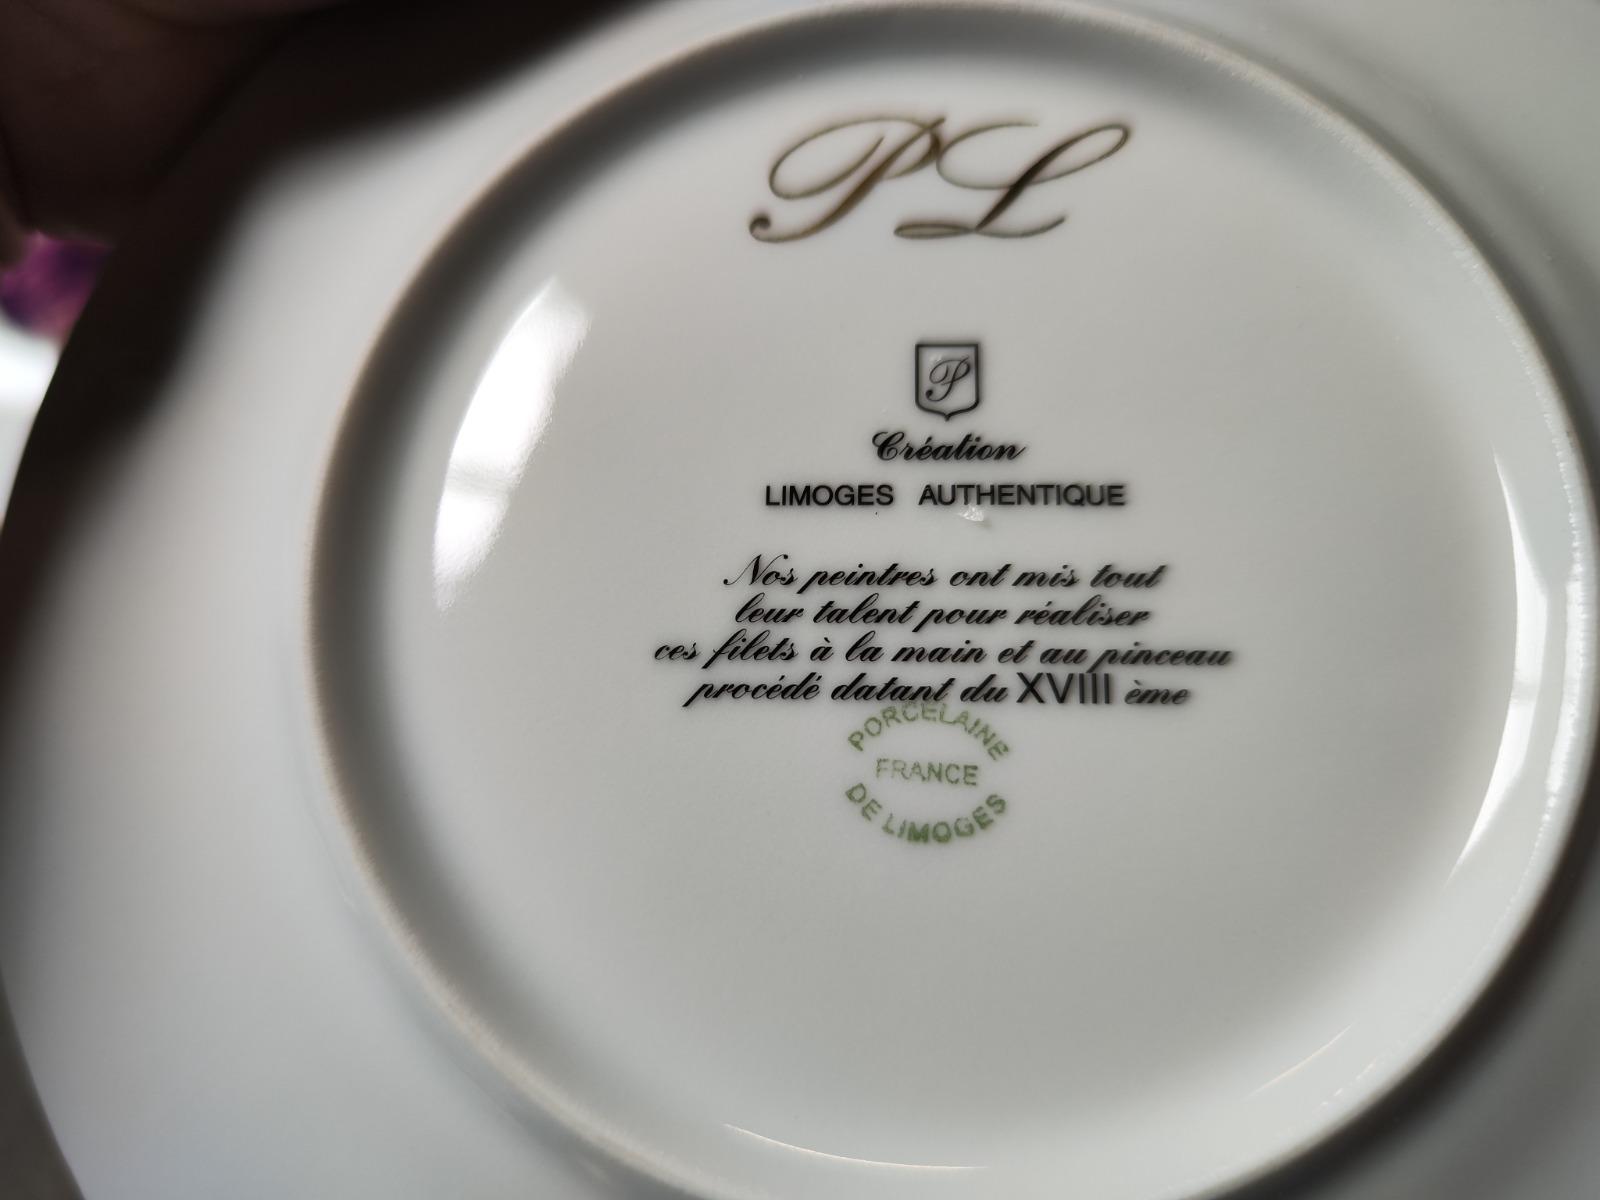 PL
P
Création
LIMOGES AUTHENTIQUE
Nos peintres ont mis tout
leur talent pour réaliser
ces filets à la main et au pinceau
procédé datant du XVIII ème
PORCELAINE
FRANCE
DE LIMOGES